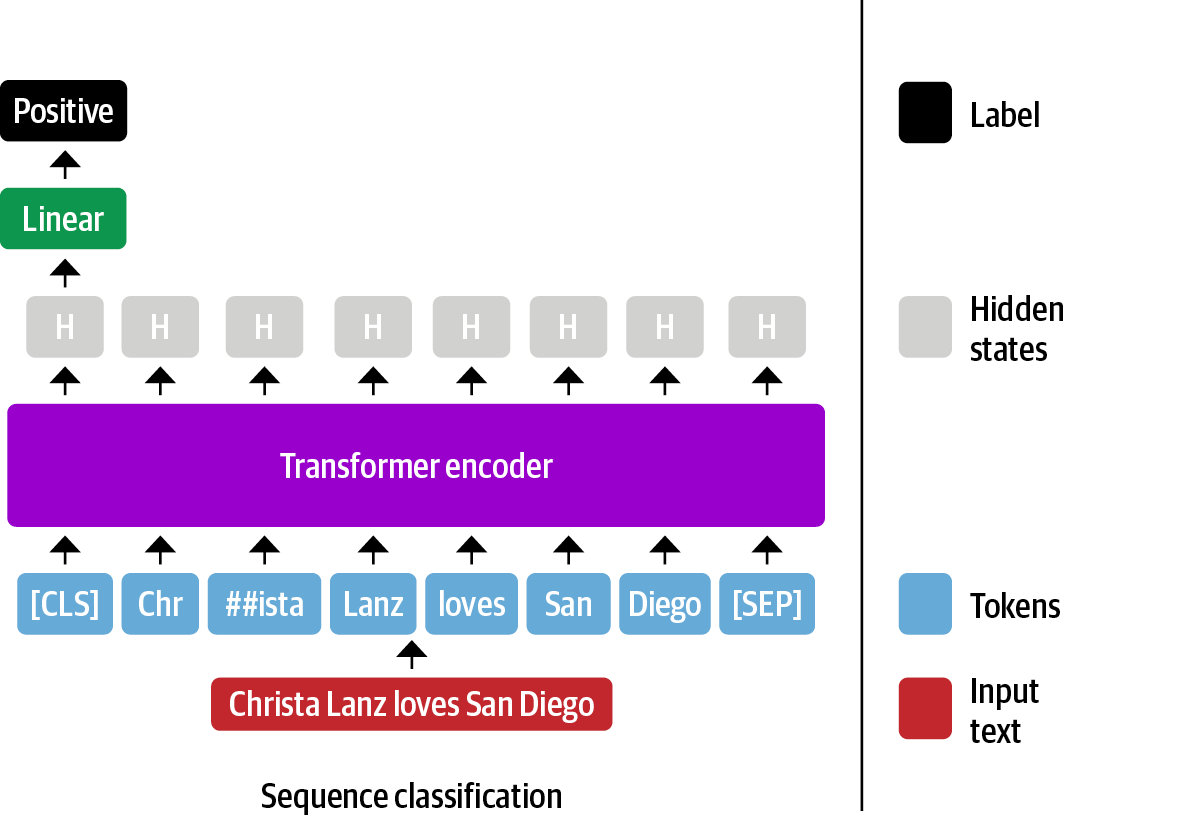 Positive
Label
Linear
H H H H H H H H
Hidden
states
Transformer encoder
[CLS] Chr ##ista Lanz loves San Diego [SEP]
Tokens
Christa Lanz loves San Diego
Input
text
Sequence classification